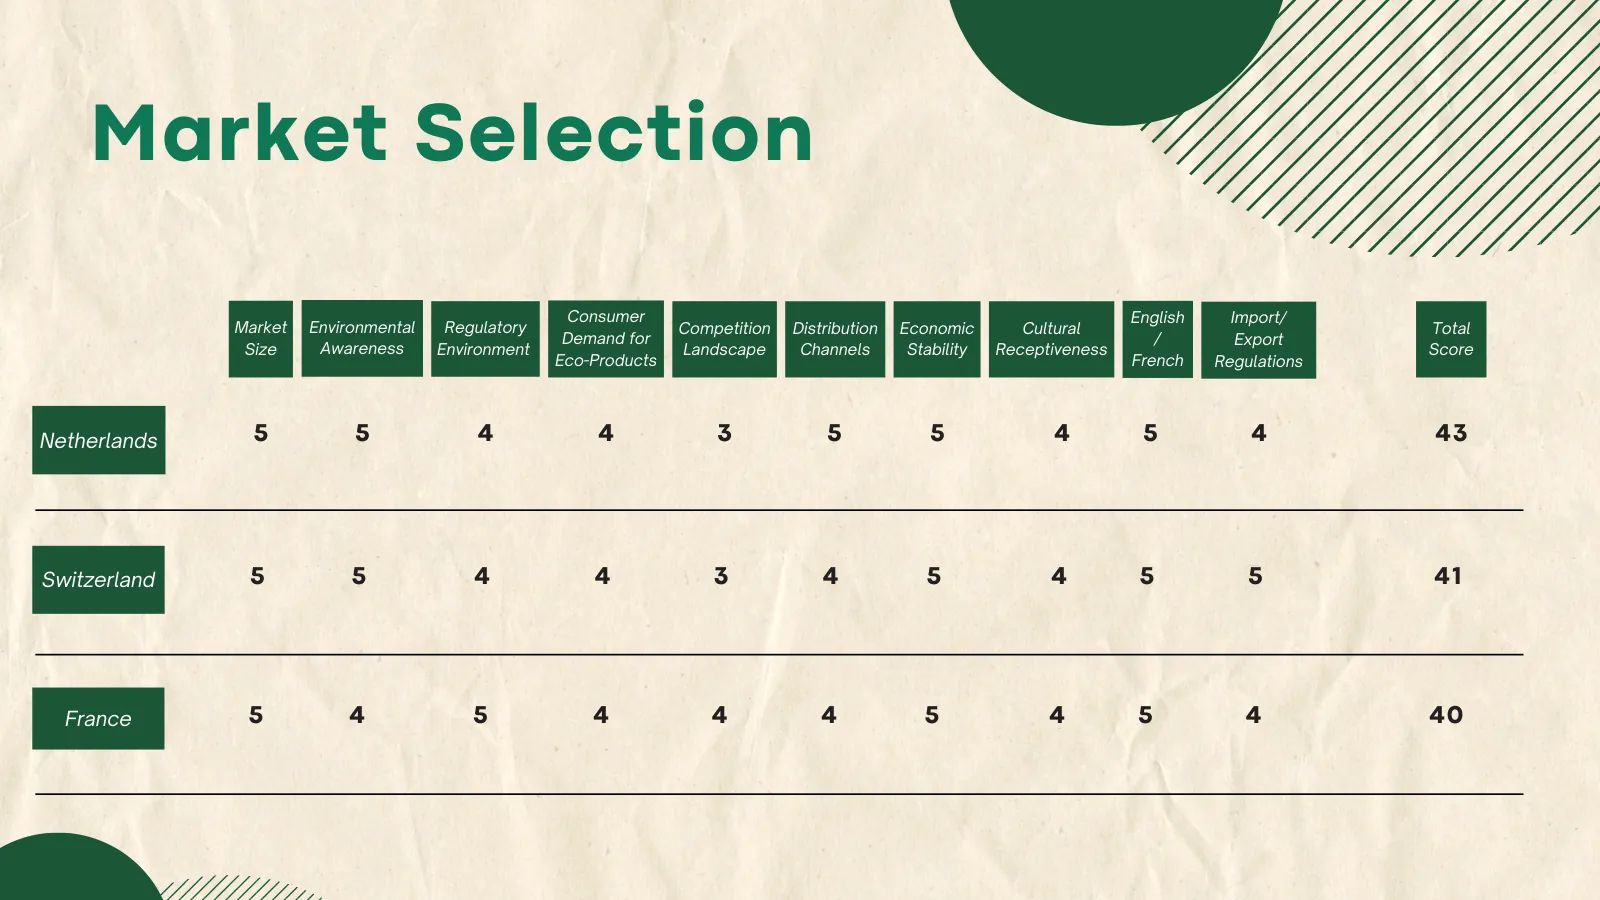 Market Selection
Market
Size
Environmental
Awareness
Regulatory
Environment
Consumer
Demand for
Eco-Products
Competition
Landscape
Distribution
Channels
Economic
Stability
Cultural
Receptiveness
English
/
French
Import/
Export
Regulations
Total
Score
Netherlands 5 5 4 4 3 5 5 4 5 4 43
Switzerland 5 5 4 4 3 4 5 4 5 5 41
France 5 4 5 4 4 4 5 4 5 4 40